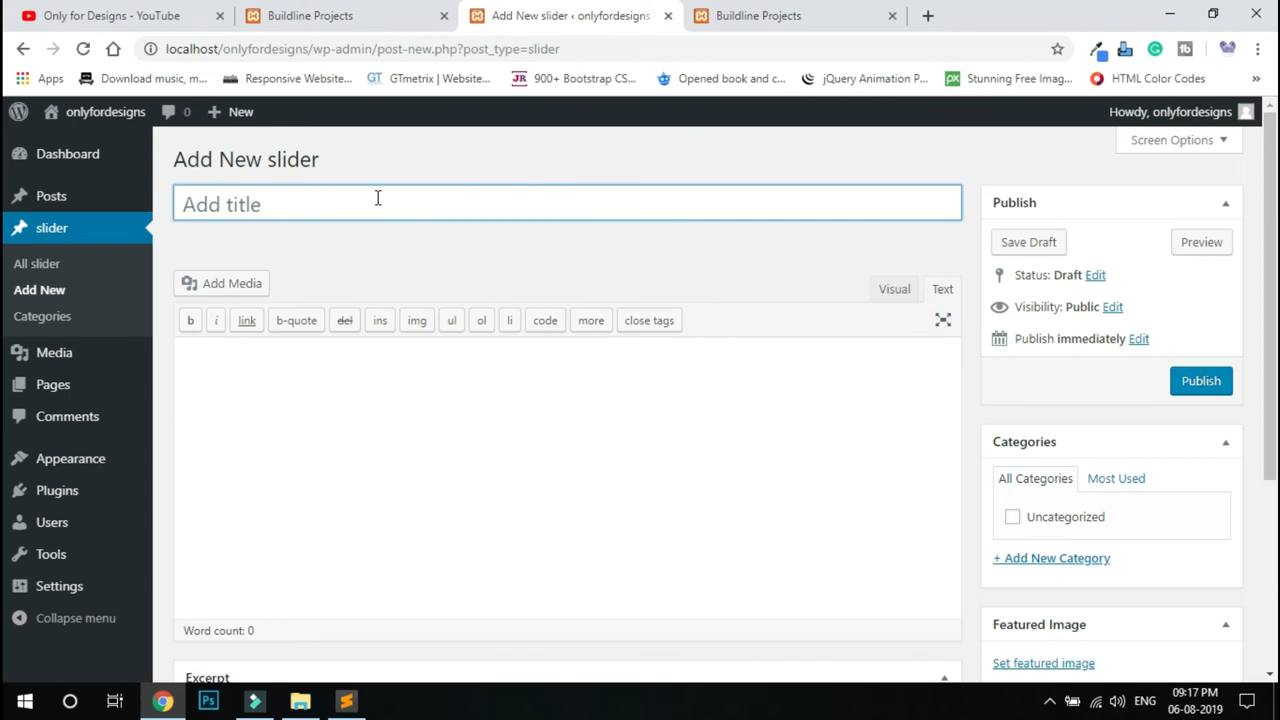 Only for Designs - YouTube
Buildline Projects
Add New slider ‹ onlyfordesigns
Buildline Projects
localhost/onlyfordesigns/wp-admin/post-new.php?post_type=slider
Apps
Download music, m...
Responsive Website...
GT GTmetrix | Website...
JR 900+ Bootstrap CS...
Opened book and c...
jQuery Animation P...
px Stunning Free Imag...
HTML Color Codes
»
onlyfordesigns
0
New
Howdy, onlyfordesigns
Screen Options
Dashboard
Posts
slider
All slider
Add New
Categories
Media
Pages
Comments
Appearance
Plugins
Users
Tools
Settings
Collapse menu
Add New slider
Add title
Add Media
Visual
Text
b
i
link
b-quote
del
ins
img
ul
ol
li
code
more
close tags
Word count: 0
Excerpt
Publish
Save Draft
Preview
Status: Draft Edit
Visibility: Public Edit
Publish immediately Edit
Publish
Categories
All Categories
Most Used
Uncategorized
+ Add New Category
Featured Image
Set featured image
Ps
ENG
09:17 PM
06-08-2019